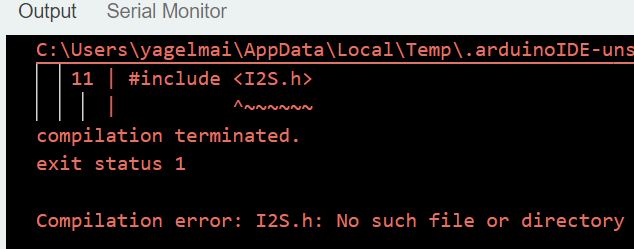 Output Serial Monitor
C:\Users\yagelmai\AppData\Local\Temp\.arduinoIDE-uns
11 | #include <I2S.h>
| ^~~~~~~
compilation terminated.
exit status 1
Compilation error: I2S.h: No such file or directory